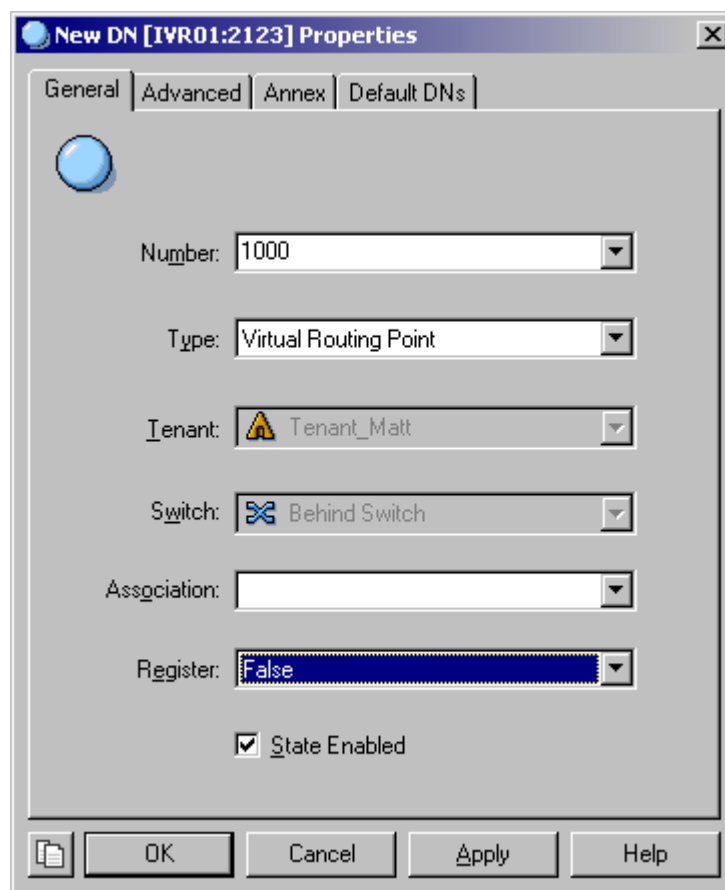 New DN [IVR01:2123] Properties
General Advanced Annex Default DNs
Number: 1000
Type: Virtual Routing Point
Tenant: Tenant_Matt
Switch: Behind Switch
Association:
Register: False
State Enabled
OK Cancel Apply Help